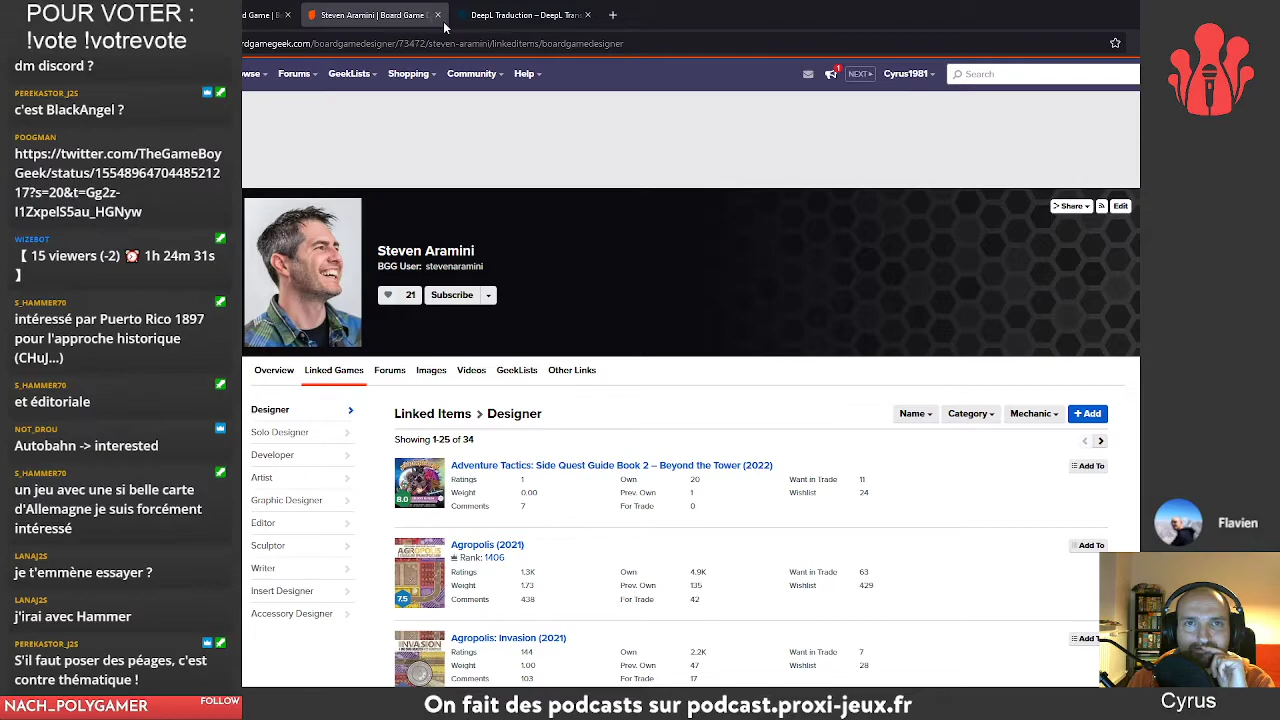 POUR VOTER :
!vote !votrevote
dm discord ?
PEREKASTOR_J2S
c'est BlackAngel ?
POOGMAN
https://twitter.com/TheGameBoy
Geek/status/15548964704485212
17?s=20&t=Gg2z-
I1ZxpeIS5au_HGNyw
WIZEBOT
【 15 viewers (-2) ⏰ 1h 24m 31s
】
S_HAMMER70
intéressé par Puerto Rico 1897
pour l'approche historique
(CHuJ...)
S_HAMMER70
et éditoriale
NOT_DROU
Autobahn -> interested
S_HAMMER70
un jeu avec une si belle carte
d'Allemagne je suis forcément
intéressé
LANAJ2S
je t'emmène essayer ?
LANAJ2S
j'irai avec Hammer
PEREKASTOR_J2S
S'il faut poser des péages, c'est
contre thématique !
NACH_POLYGAMER FOLLOW
d Game | B
Steven Aramini | Board Game D
DeepL Traduction – DeepL Trans
rdgamegeek.com/boardgamedesigner/73472/steven-aramini/linkeditems/boardgamedesigner
wse Forums GeekLists Shopping Community Help
1 NEXT Cyrus1981 Search
Share Edit
Steven Aramini
BGG User: stevenaramini
21 Subscribe
Overview Linked Games Forums Images Videos GeekLists Other Links
Designer
Solo Designer
Developer
Artist
Graphic Designer
Editor
Sculptor
Writer
Insert Designer
Accessory Designer
Linked Items > Designer
Name Category Mechanic + Add
Showing 1-25 of 34
Adventure Tactics: Side Quest Guide Book 2 – Beyond the Tower (2022)
Add To
Ratings 1 Own 20 Want in Trade 11
Weight 0.00 Prev. Own 1 Wishlist 24
Comments 7 For Trade 0
8.0
Agropolis (2021)
Add To
Rank: 1406
Ratings 1.3K Own 4.9K Want in Trade 63
Weight 1.73 Prev. Own 135 Wishlist 429
Comments 438 For Trade 42
AGROPOLIS
7.5
Agropolis: Invasion (2021)
Add T
Ratings 144 Own 2.2K Want in Trade 7
Weight 1.00 Prev. Own 47 Wishlist 28
Comments 103 For Trade 17
INVASION
Flavien
Cyrus
On fait des podcasts sur podcast.proxi-jeux.fr